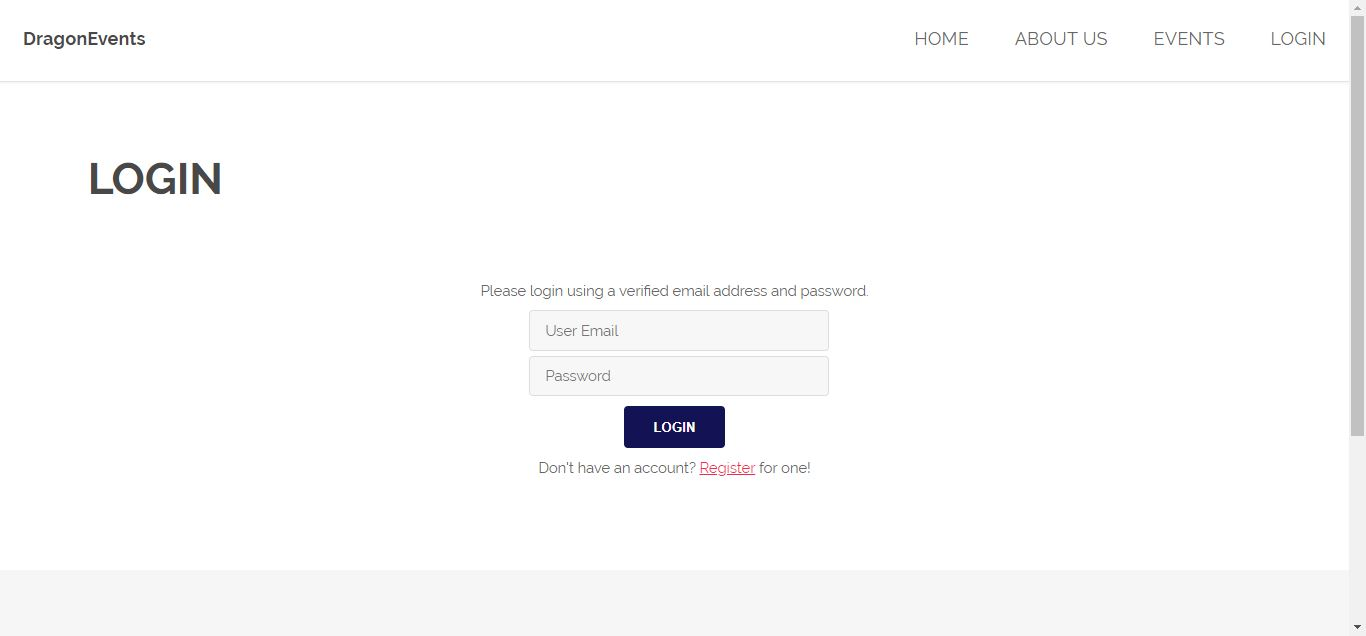 DragonEvents
HOME ABOUT US EVENTS LOGIN
LOGIN
Please login using a verified email address and password.
User Email
Password
LOGIN
Don't have an account? Register for one!